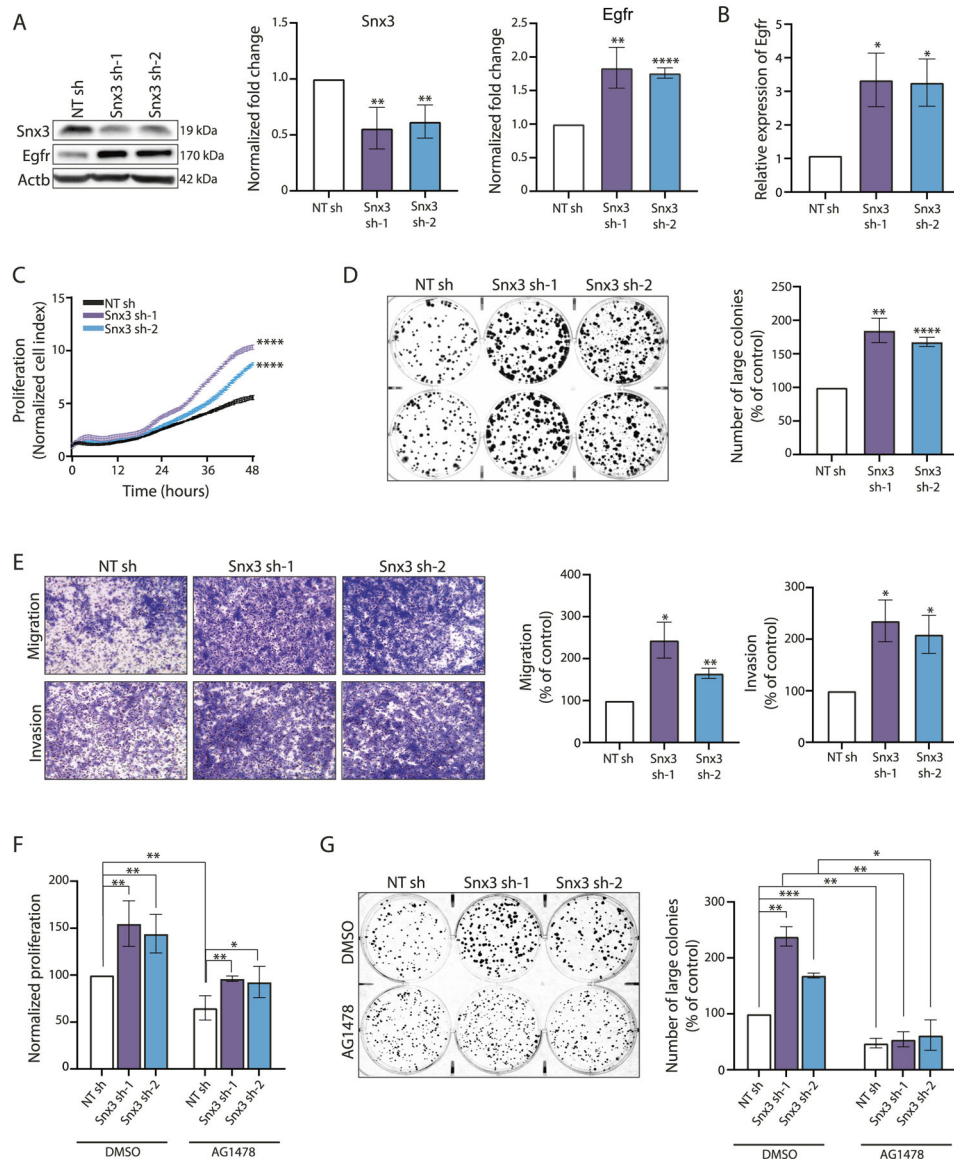 A
NT sh
Snx3 sh-1
Snx3 sh-2
Snx3
19 kDa
Egfr
170 kDa
Actb
42 kDa
Snx3
Normalized fold change
1.5
1.0
0.5
0
**
**
NT sh
Snx3
sh-1
Snx3
sh-2
Egfr
Normalized fold change
2.5
2.0
1.5
1.0
0.5
0
**
****
NT sh
Snx3
sh-1
Snx3
sh-2
B
Relative expression of Egfr
5
4
3
2
1
0
*
*
NT sh
Snx3
sh-1
Snx3
sh-2
C
Proliferation
(Normalized cell index)
15
10
5
0
NT sh
Snx3 sh-1
Snx3 sh-2
****
****
0
12
24
36
48
Time (hours)
D
NT sh
Snx3 sh-1
Snx3 sh-2
Number of large colonies
(% of control)
250
200
150
100
50
0
**
****
NT sh
Snx3
sh-1
Snx3
sh-2
E
NT sh
Snx3 sh-1
Snx3 sh-2
Migration
Invasion
Migration
(% of control)
400
300
200
100
0
*
**
NT sh
Snx3
sh-1
Snx3
sh-2
Invasion
(% of control)
300
200
100
0
*
*
NT sh
Snx3
sh-1
Snx3
sh-2
F
Normalized proliferation
200
150
100
50
0
**
**
**
*
**
NT sh
Snx3 sh-1
Snx3 sh-2
NT sh
Snx3 sh-1
Snx3 sh-2
DMSO
AG1478
G
NT sh
Snx3 sh-1
Snx3 sh-2
DMSO
AG1478
Number of large colonies
(% of control)
300
200
100
0
*
**
**
***
**
NT sh
Snx3 sh-1
Snx3 sh-2
NT sh
Snx3 sh-1
Snx3 sh-2
DMSO
AG1478